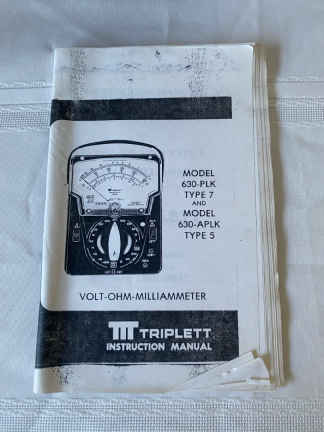 MODEL
630-PLK
TYPE 7
AND
MODEL
630-APLK
TYPE 5
VOLT-OHM-MILLIAMMETER
TRIPLETT
INSTRUCTION MANUAL